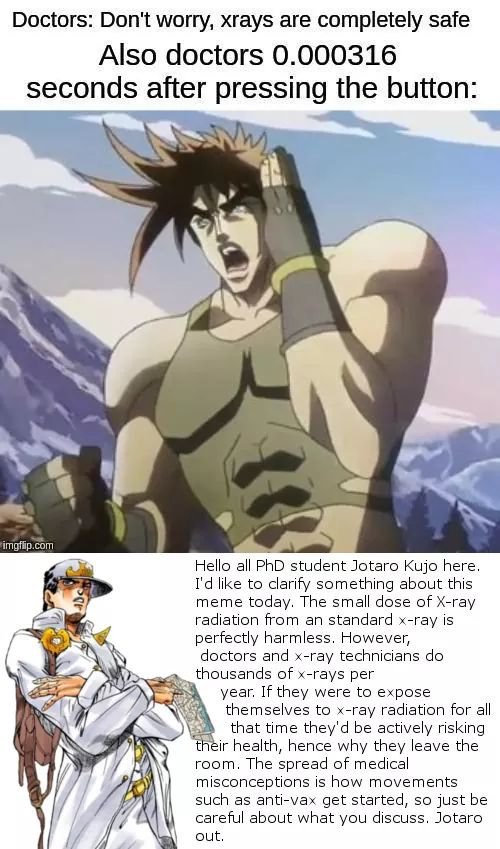 Doctors: Don't worry, xrays are completely safe
Also doctors 0.000316
seconds after pressing the button:
imgflip.com
Hello all PhD student Jotaro Kujo here.
I'd like to clarify something about this
meme today. The small dose of X-ray
radiation from an standard x-ray is
perfectly harmless. However,
doctors and x-ray technicians do
thousands of x-rays per
year. If they were to expose
themselves to x-ray radiation for all
that time they'd be actively risking
their health, hence why they leave the
room. The spread of medical
misconceptions is how movements
such as anti-vax get started, so just be
careful about what you discuss. Jotaro
out.